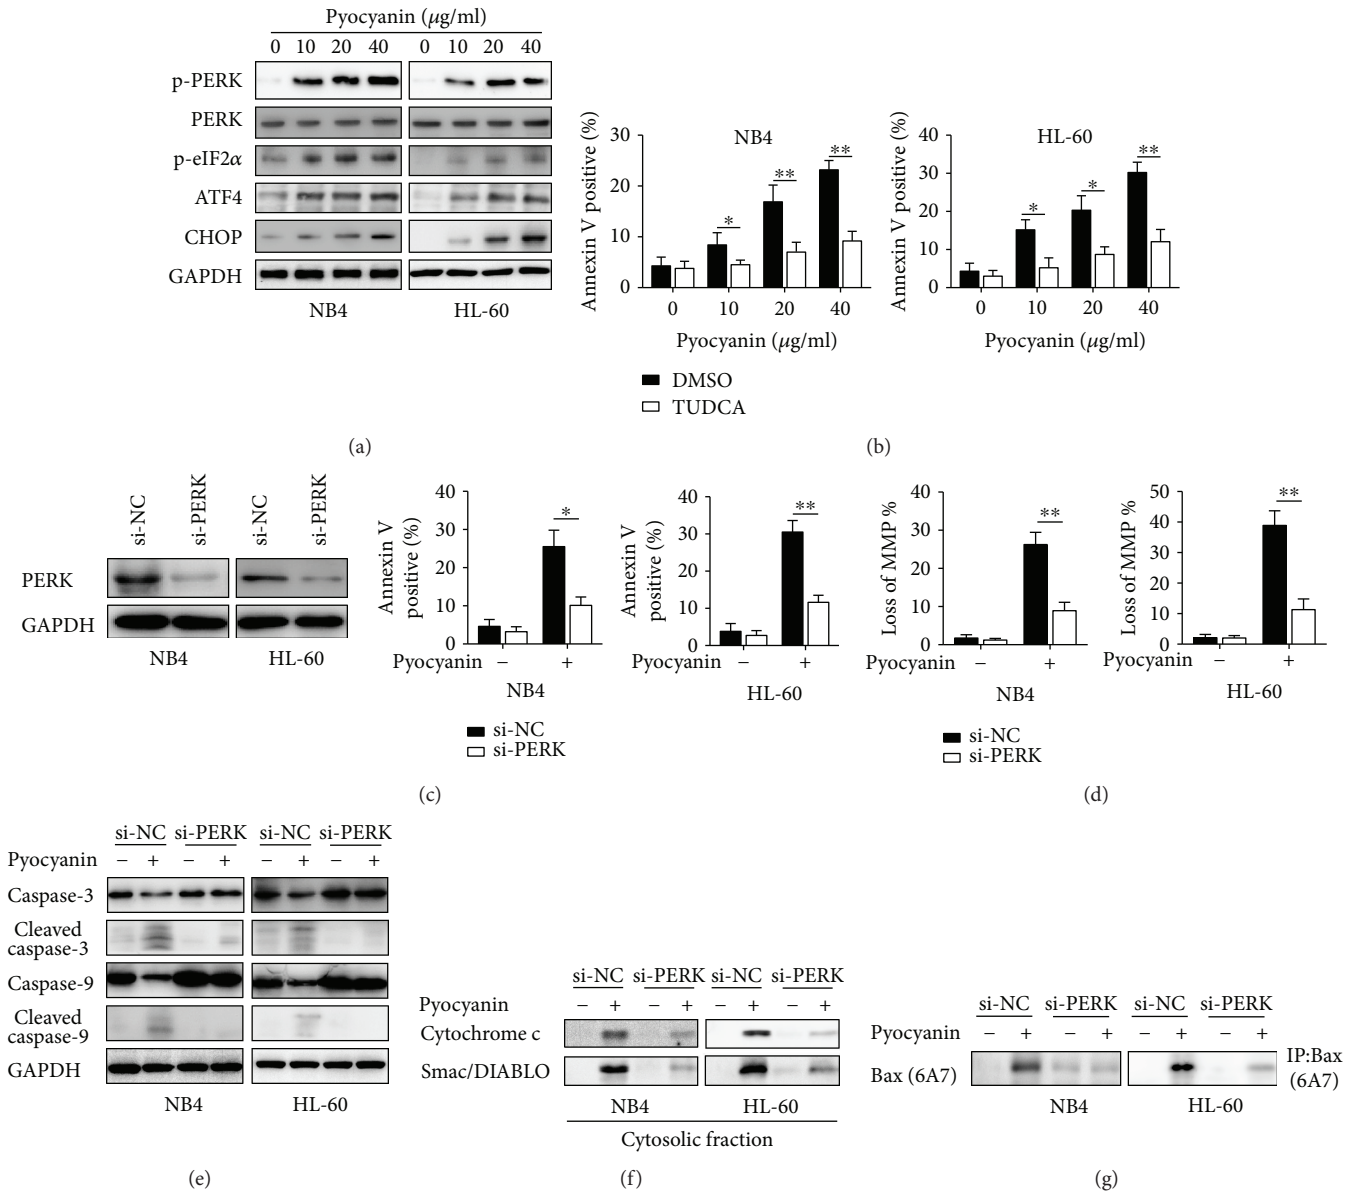 Pyocyanin (μg/ml)
0 10 20 40 0 10 20 40
p-PERK
PERK
p-eIF2α
ATF4
CHOP
GAPDH
NB4 HL-60
(a)
Annexin V positive (%)
30
20
10
0
NB4
* ** **
0 10 20 40
Pyocyanin (μg/ml)
Annexin V positive (%)
40
30
20
10
0
HL-60
* * **
0 10 20 40
Pyocyanin (μg/ml)
DMSO
TUDCA
(b)
si-NC si-PERK si-NC si-PERK
PERK
GAPDH
NB4 HL-60
Annexin V
positive (%)
40
30
20
10
0
*
Pyocyanin − +
NB4
Annexin V
positive (%)
40
30
20
10
0
**
Pyocyanin − +
HL-60
si-NC
si-PERK
(c)
Loss of MMP %
40
30
20
10
0
**
Pyocyanin − +
NB4
Loss of MMP %
50
40
30
20
10
0
**
Pyocyanin − +
HL-60
si-NC
si-PERK
(d)
si-NC si-PERK si-NC si-PERK
Pyocyanin − + − + − + − +
Caspase-3
Cleaved
caspase-3
Caspase-9
Cleaved
caspase-9
GAPDH
NB4 HL-60
(e)
si-NC si-PERK si-NC si-PERK
Pyocyanin − + − + − + − +
Cytochrome c
Smac/DIABLO
NB4 HL-60
Cytosolic fraction
(f)
si-NC si-PERK si-NC si-PERK
Pyocyanin − + − + − + − +
Bax (6A7)
IP:Bax
(6A7)
NB4 HL-60
(g)